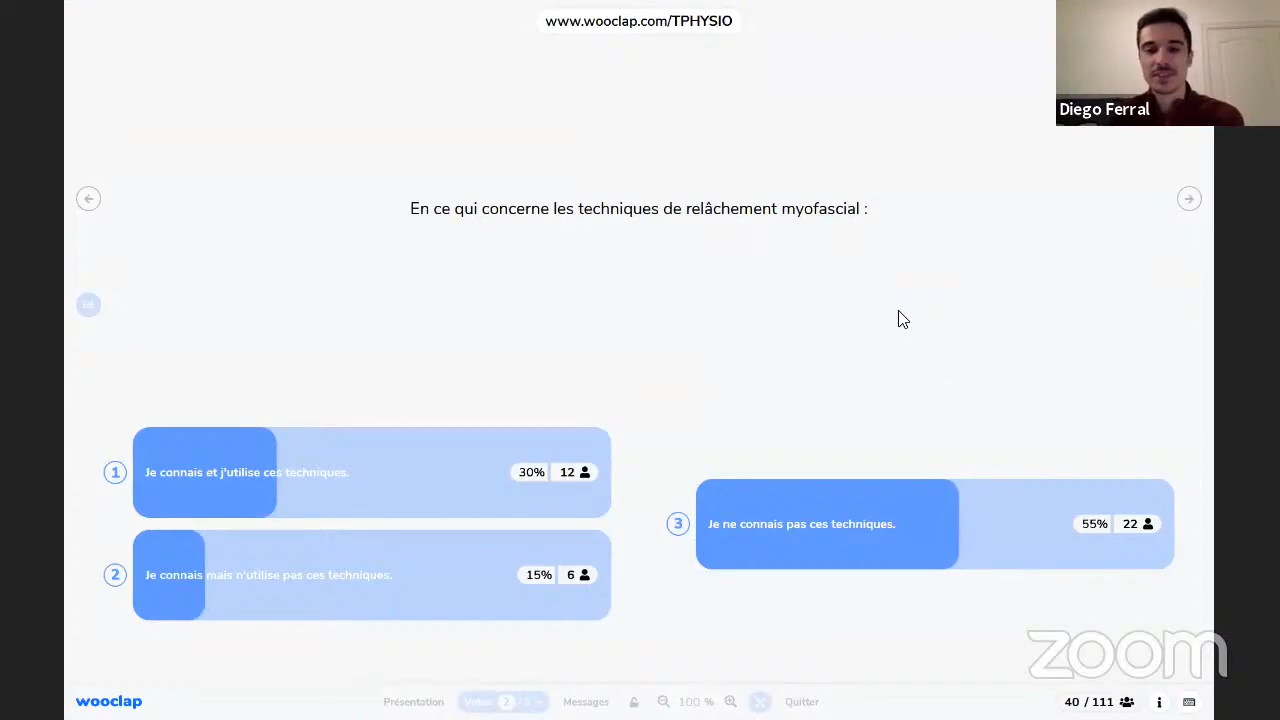 www.wooclap.com/TPHYSIO
Diego Ferral
En ce qui concerne les techniques de relâchement myofascial :
1
Je connais et j'utilise ces techniques.
30%
12
2
Je connais mais n'utilise pas ces techniques.
15%
6
3
Je ne connais pas ces techniques.
55%
22
zoom
wooclap
Présentation
Votes 2
Messages
100 %
Quitter
40 / 111